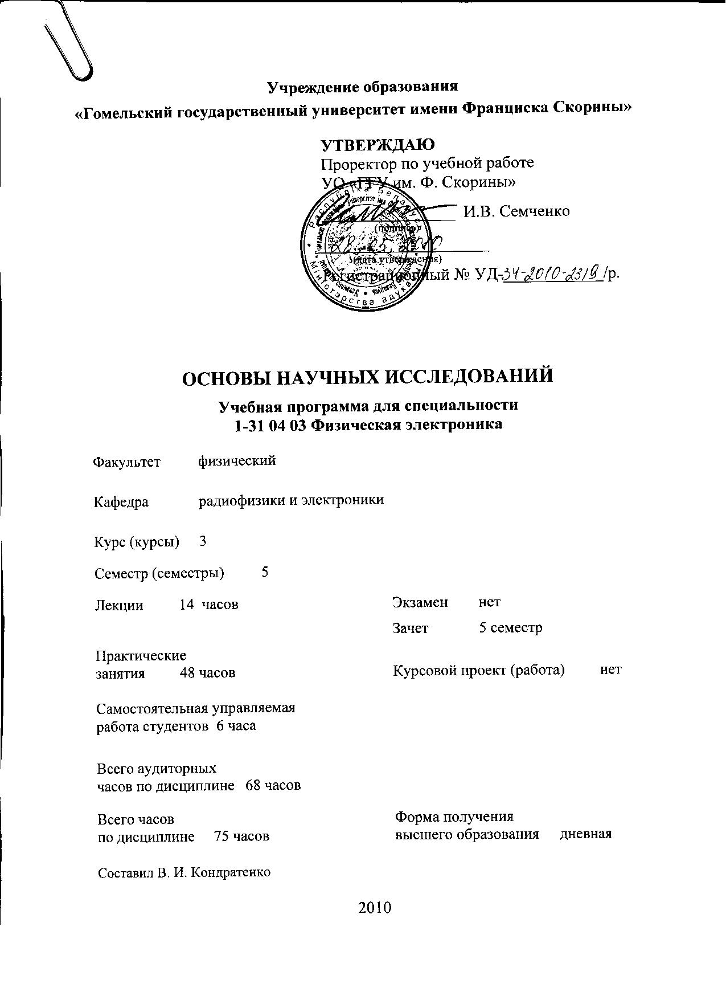 Учреждение образования
«Гомельский государственный университет имени Франциска Скорины»
УТВЕРЖДАЮ
Проректор по учебной работе
УО «ГГУ им. Ф. Скорины»
И.В. Семченко
(подпись)
28.05.2010
(дата утверждения)
Регистрационный № УД-34-2010-23/ /р.
Рэспубліка Беларусь
Міністэрства адукацыі
ОСНОВЫ НАУЧНЫХ ИССЛЕДОВАНИЙ
Учебная программа для специальности
1-31 04 03 Физическая электроника
Факультет физический
Кафедра радиофизики и электроники
Курс (курсы) 3
Семестр (семестры) 5
Лекции 14 часов Экзамен нет
Зачет 5 семестр
Практические
занятия 48 часов Курсовой проект (работа) нет
Самостоятельная управляемая
работа студентов 6 часа
Всего аудиторных
часов по дисциплине 68 часов
Всего часов Форма получения
по дисциплине 75 часов высшего образования дневная
Составил В. И. Кондратенко
2010